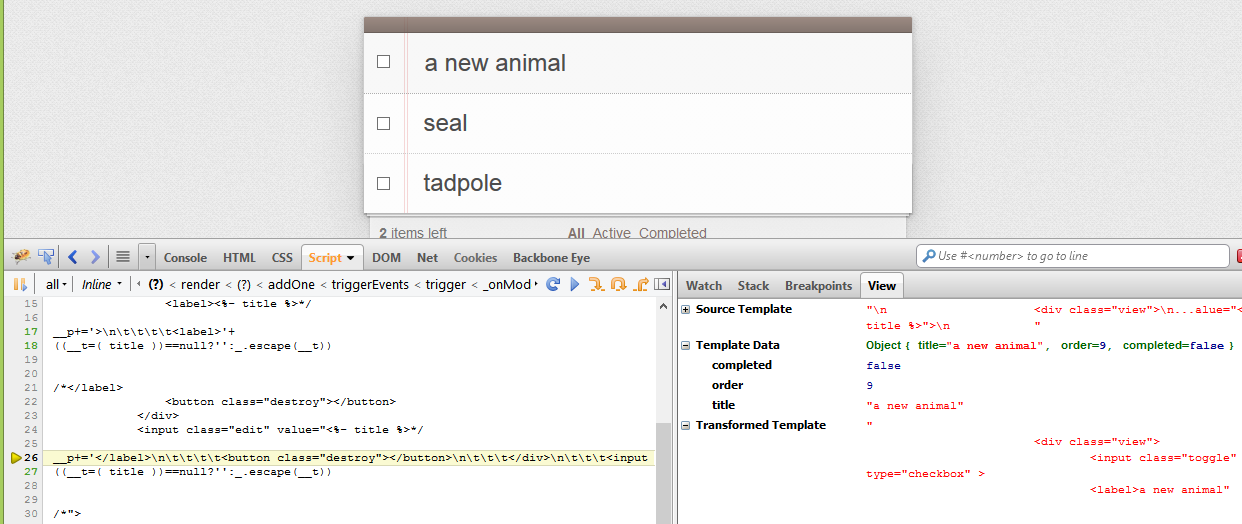 a new animal
seal
tadpole
2 items left All Active Completed
Console HTML CSS Script DOM Net Cookies Backbone Eye
Use #<number> to go to line
all Inline (?) < render < (?) < addOne < triggerEvents < trigger < _onMod
15 <label><%- title %>*/
16
17 __p+='>\n\t\t\t\t\t<label>'+
18 ((__t=( title ))==null?'':_.escape(__t))
19
20
21 /*</label>
22 <button class="destroy"></button>
23 </div>
24 <input class="edit" value="<%- title %>*/
25
26 __p+='</label>\n\t\t\t\t\t<button class="destroy"></button>\n\t\t\t\t</div>\n\t\t\t\t<input
27 ((__t=( title ))==null?'':_.escape(__t))
28
29
30 /*">
Watch Stack Breakpoints View
Source Template "\n <div class="view">\n...alue="<
title %>">\n "
Template Data Object { title="a new animal", order=9, completed=false }
completed false
order 9
title "a new animal"
Transformed Template "
<div class="view">
<input class="toggle"
type="checkbox" >
<label>a new animal"